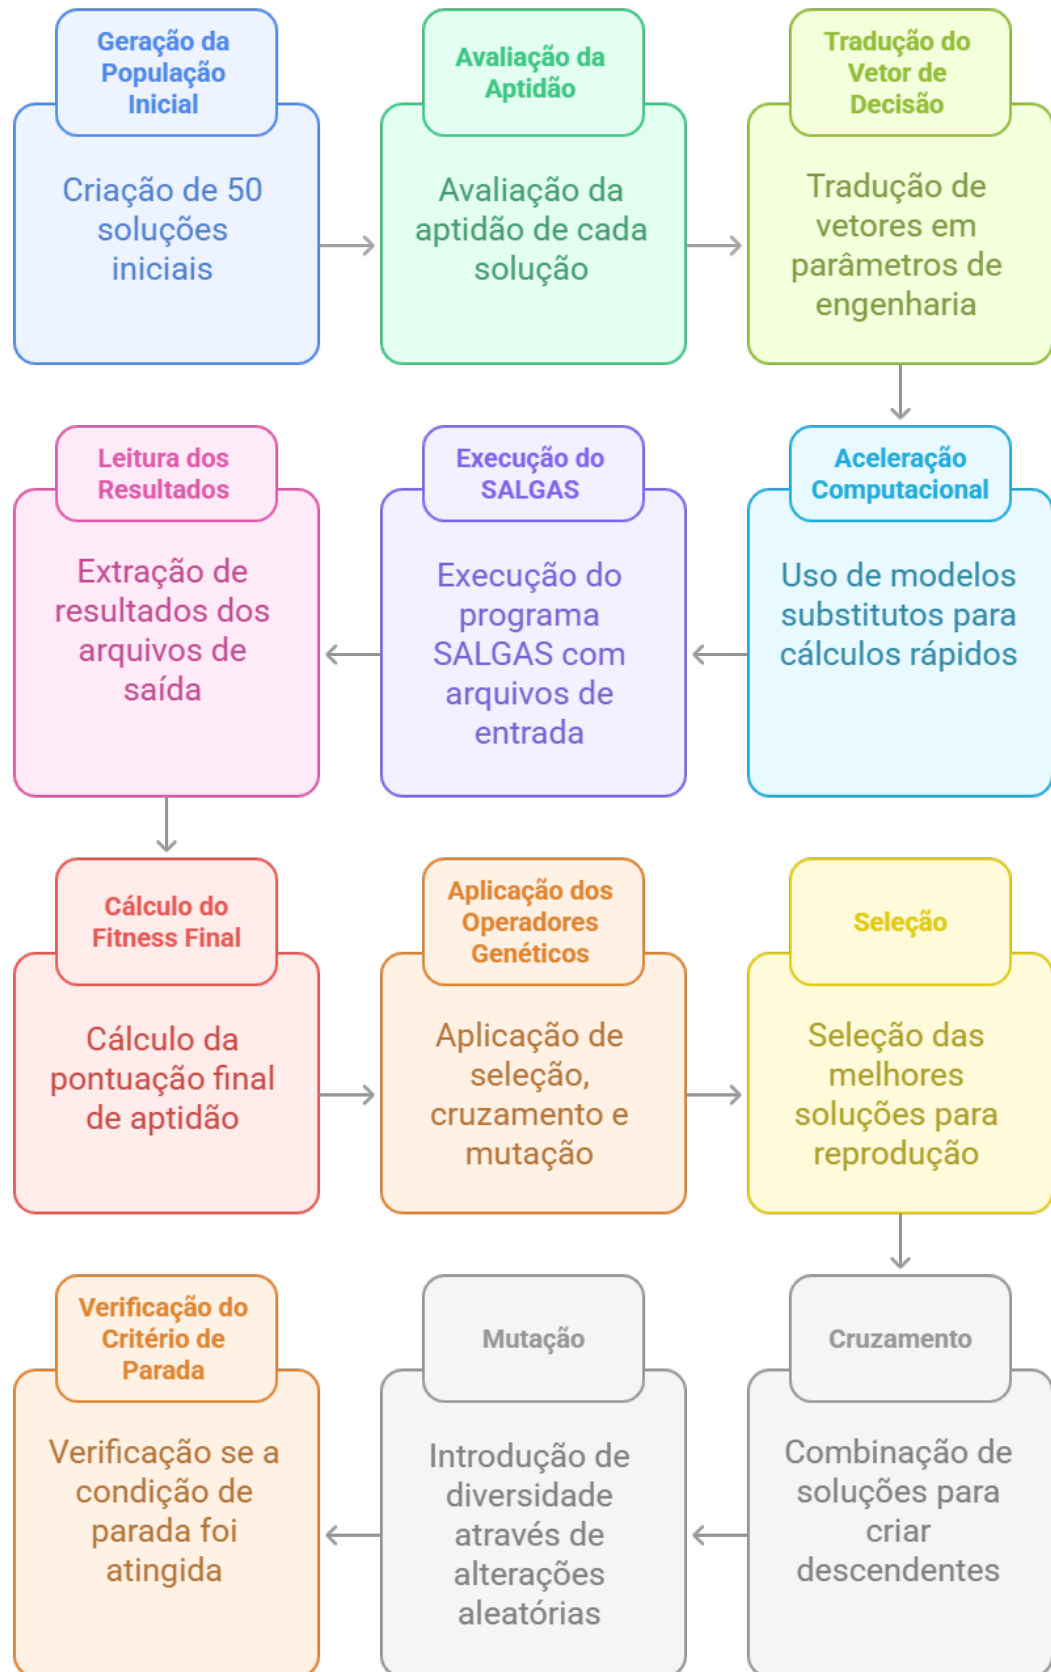 Geração da
População
Inicial
Criação de 50
soluções
iniciais
Avaliação da
Aptidão
Avaliação da
aptidão de cada
solução
Tradução do
Vetor de
Decisão
Tradução de
vetores em
parâmetros de
engenharia
Aceleração
Computacional
Uso de modelos
substitutos para
cálculos rápidos
Execução do
SALGAS
Execução do
programa
SALGAS com
arquivos de
entrada
Leitura dos
Resultados
Extração de
resultados dos
arquivos de
saída
Cálculo do
Fitness Final
Cálculo da
pontuação final
de aptidão
Aplicação dos
Operadores
Genéticos
Aplicação de
seleção,
cruzamento e
mutação
Seleção
Seleção das
melhores
soluções para
reprodução
Cruzamento
Combinação de
soluções para
criar
descendentes
Mutação
Introdução de
diversidade
através de
alterações
aleatórias
Verificação do
Critério de
Parada
Verificação se a
condição de
parada foi
atingida